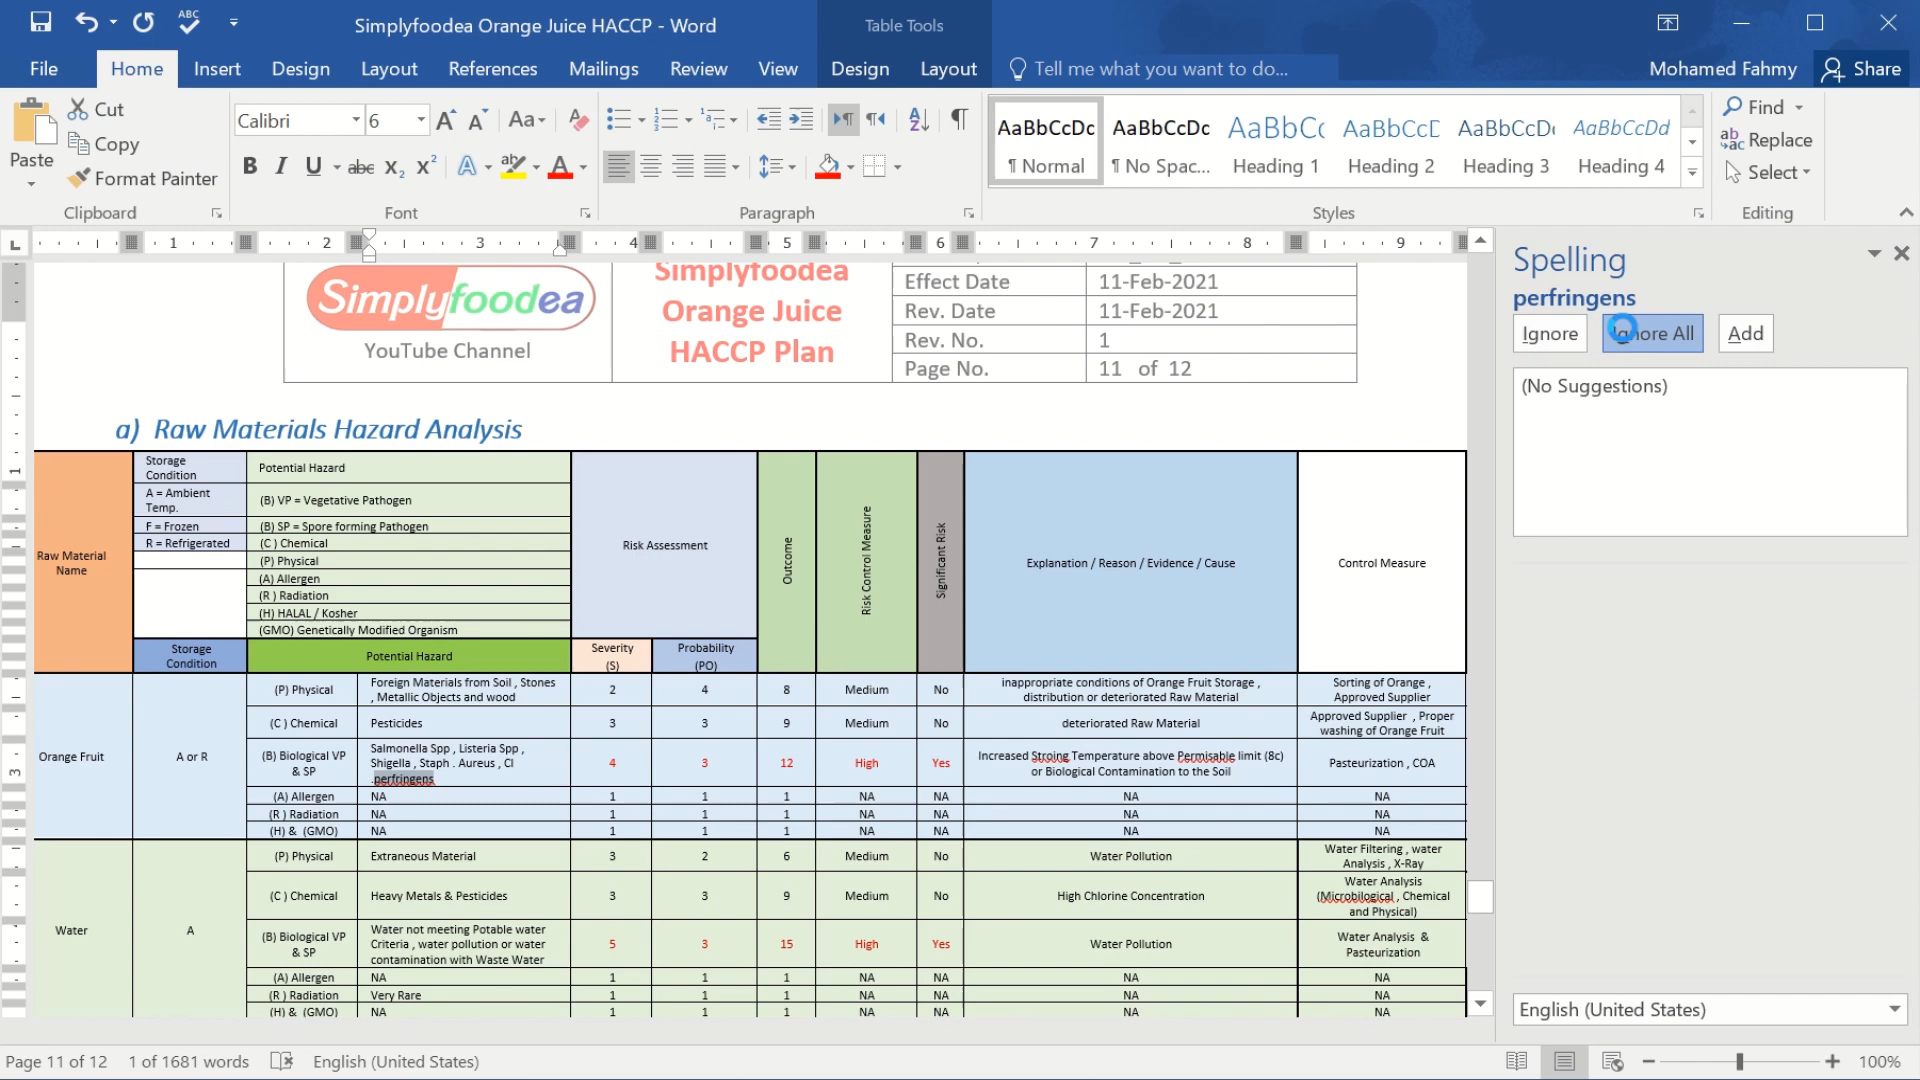 ABC
Simplyfoodea Orange Juice HACCP - Word
Table Tools
File
Home
Insert
Design
Layout
References
Mailings
Review
View
Design
Layout
Tell me what you want to do...
Mohamed Fahmy
Share
Paste
Cut
Copy
Format Painter
Clipboard
Calibri
6
Font
Paragraph
AaBbCcDc
¶ Normal
AaBbCcDc
¶ No Spac...
AaBbCc
Heading 1
AaBbCcD
Heading 2
AaBbCcDc
Heading 3
AaBbCcDd
Heading 4
Styles
Find
Replace
Select
Editing
L
1 2 3 4 5 6 7 8 9
Simplyfoodea
YouTube Channel
Simplyfoodea
Orange Juice
HACCP Plan
Effect Date 11-Feb-2021
Rev. Date 11-Feb-2021
Rev. No. 1
Page No. 11 of 12
a) Raw Materials Hazard Analysis
Raw Material
Name
Storage
Condition
A = Ambient
Temp.
F = Frozen
R = Refrigerated
Potential Hazard
(B) VP = Vegetative Pathogen
(B) SP = Spore forming Pathogen
(C ) Chemical
(P) Physical
(A) Allergen
(R ) Radiation
(H) HALAL / Kosher
(GMO) Genetically Modified Organism
Risk Assessment
Outcome
Risk Control Measure
Significant Risk
Explanation / Reason / Evidence / Cause
Control Measure
Storage
Condition
Potential Hazard
Severity
(S)
Probability
(PO)
Orange Fruit
A or R
(P) Physical
Foreign Materials from Soil , Stones
, Metallic Objects and wood
2 4 8 Medium No
inappropriate conditions of Orange Fruit Storage ,
distribution or deteriorated Raw Material
Sorting of Orange ,
Approved Supplier
(C ) Chemical Pesticides 3 3 9 Medium No deteriorated Raw Material
Approved Supplier , Proper
washing of Orange Fruit
(B) Biological VP
& SP
Salmonella Spp , Listeria Spp ,
Shigella , Staph . Aureus , Cl
.perfringens
4 3 12 High Yes
Increased Stroing Temperature above Permisable limit (8c)
or Biological Contamination to the Soil
Pasteurization , COA
(A) Allergen NA 1 1 1 NA NA NA NA
(R ) Radiation NA 1 1 1 NA NA NA NA
(H) & (GMO) NA 1 1 1 NA NA NA NA
Water
A
(P) Physical Extraneous Material 3 2 6 Medium No Water Pollution
Water Filtering , water
Analysis , X-Ray
(C ) Chemical Heavy Metals & Pesticides 3 3 9 Medium No High Chlorine Concentration
Water Analysis
(Microbilogical , Chemical
and Physical)
(B) Biological VP
& SP
Water not meeting Potable water
Criteria , water pollution or water
contamination with Waste Water
5 3 15 High Yes Water Pollution
Water Analysis &
Pasteurization
(A) Allergen NA 1 1 1 NA NA NA NA
(R ) Radiation Very Rare 1 1 1 NA NA NA NA
(H) & (GMO) NA 1 1 1 NA NA NA NA
Spelling
perfringens
Ignore
Ignore All
Add
(No Suggestions)
English (United States)
Page 11 of 12
1 of 1681 words
English (United States)
100%